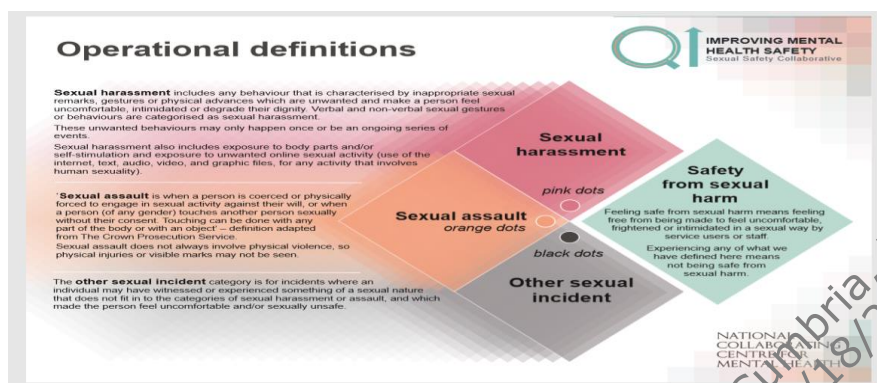 Operational definitions
QI
IMPROVING MENTAL
HEALTH SAFETY
Sexual Safety Collaborative
Sexual harassment includes any behaviour that is characterised by inappropriate sexual
remarks, gestures or physical advances which are unwanted and make a person feel
uncomfortable, intimidated or degrade their dignity. Verbal and non-verbal sexual gestures
or behaviours are categorised as sexual harassment.
These unwanted behaviours may only happen once or be an ongoing series of
events.
Sexual harassment also includes exposure to body parts and/or
self-stimulation and exposure to unwanted online sexual activity (use of the
internet, text, audio, video, and graphic files, for any activity that involves
human sexuality).
'Sexual assault is when a person is coerced or physically
forced to engage in sexual activity against their will, or when
a person (of any gender) touches another person sexually
without their consent. Touching can be done with any
part of the body or with an object' – definition adapted
from The Crown Prosecution Service.
Sexual assault does not always involve physical violence, so
physical injuries or visible marks may not be seen.
The other sexual incident category is for incidents where an
individual may have witnessed or experienced something of a sexual nature
that does not fit in to the categories of sexual harassment or assault, and which
made the person feel uncomfortable and/or sexually unsafe.
Sexual
harassment
pink dots
Sexual assault
orange dots
black dots
Other sexual
incident
Safety
from sexual
harm
Feeling safe from sexual harm means feeling
free from being made to feel uncomfortable,
frightened or intimidated in a sexual way by
service users or staff.
Experiencing any of what we
have defined here means
not being safe from
sexual harm.
NATIONAL
COLLABORATING
CENTRE FOR
MENTAL HEALTH